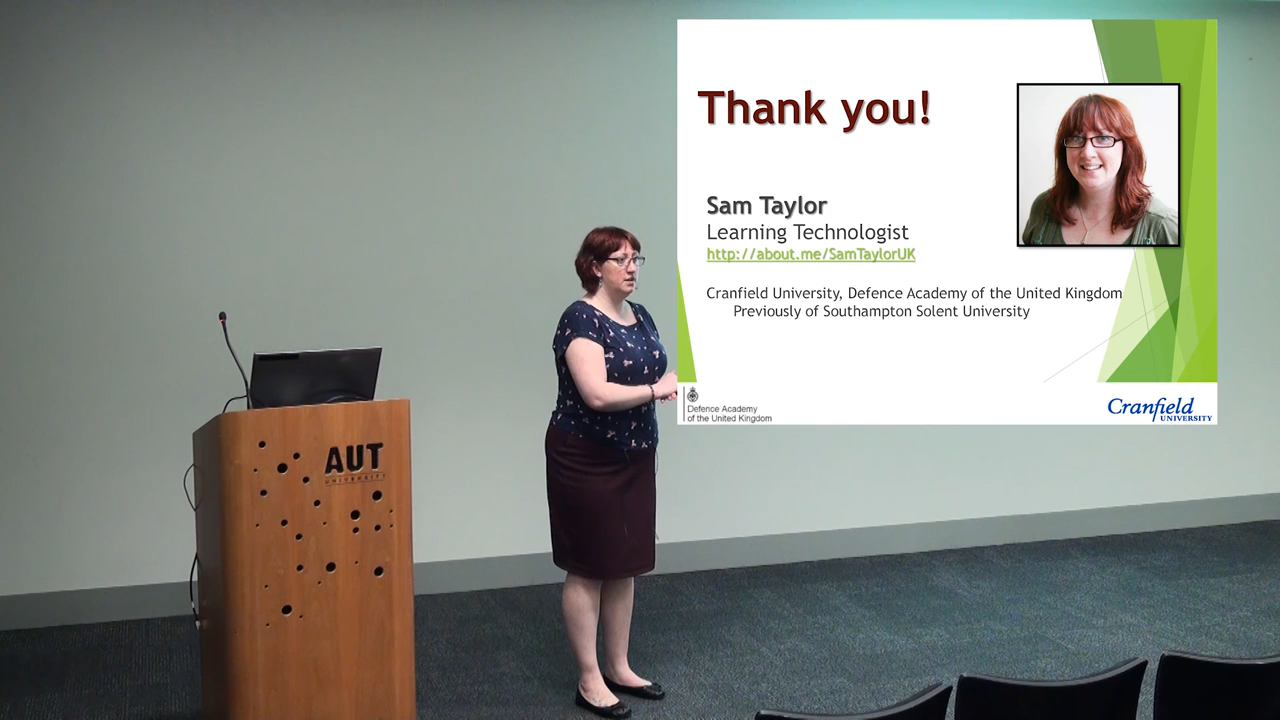 Thank you!
Sam Taylor
Learning Technologist
http://about.me/SamTaylorUK
Cranfield University, Defence Academy of the United Kingdom
Previously of Southampton Solent University
Defence Academy
of the United Kingdom
Cranfield
UNIVERSITY
AUT
UNIVERSITY